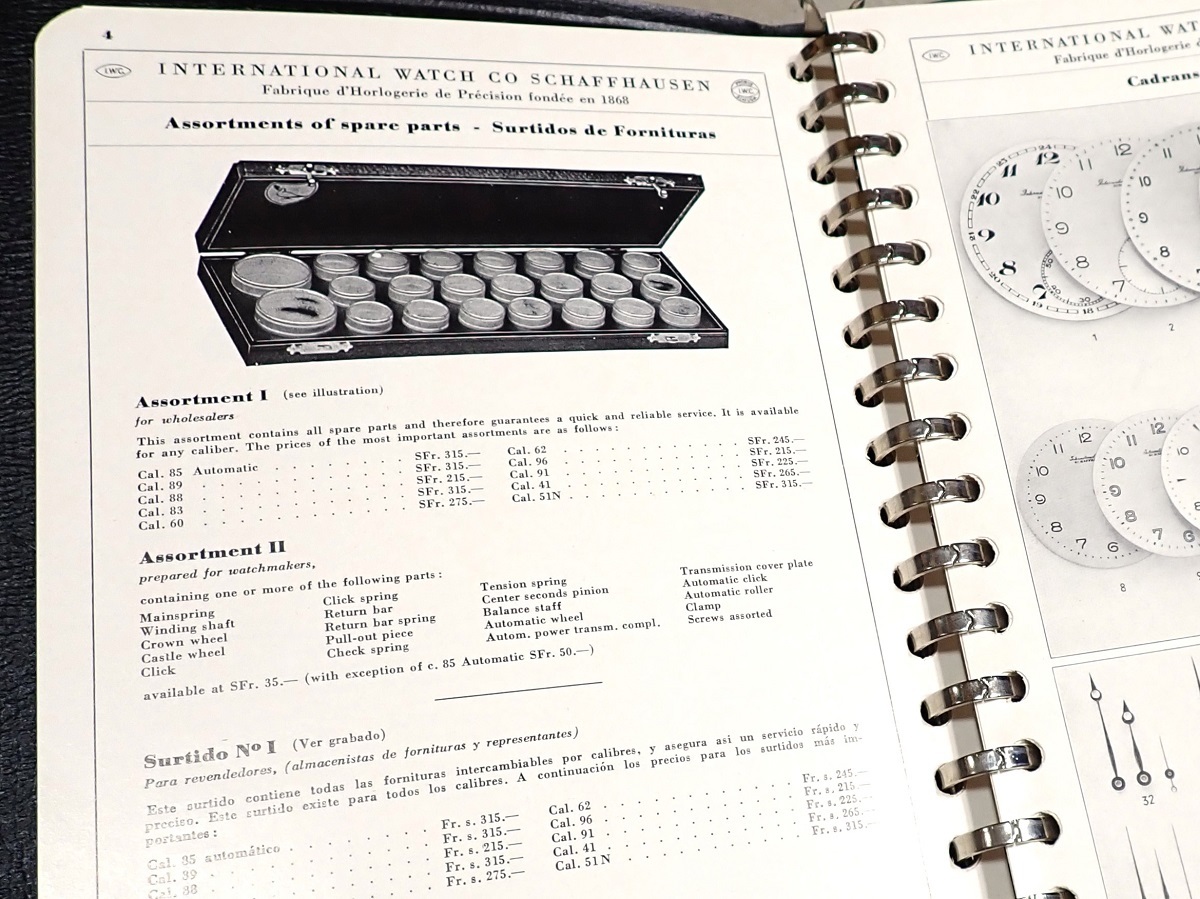 4
IWC
INTERNATIONAL WATCH CO SCHAFFHAUSEN
Fabrique d'Horlogerie de Précision fondée en 1868
IWC
Assortments of spare parts - Surtidos de Fornituras
Assortment I (see illustration)
for wholesalers
This assortment contains all spare parts and therefore guarantees a quick and reliable service. It is available
for any caliber. The prices of the most important assortments are as follows :
Cal. 85 Automatic . . . . . . . . SFr. 315.— Cal. 62 . . . . . . . . SFr. 245.—
Cal. 89 . . . . . . . . SFr. 315.— Cal. 96 . . . . . . . . SFr. 215.—
Cal. 88 . . . . . . . . SFr. 215.— Cal. 91 . . . . . . . . SFr. 225.—
Cal. 83 . . . . . . . . SFr. 315.— Cal. 41 . . . . . . . . SFr. 265.—
Cal. 60 . . . . . . . . SFr. 275.— Cal. 51N . . . . . . . . SFr. 315.—
Assortment II
prepared for watchmakers,
containing one or more of the following parts :
Mainspring
Winding shaft
Crown wheel
Castle wheel
Click
Click spring
Return bar
Return bar spring
Pull-out piece
Check spring
Tension spring
Center seconds pinion
Balance staff
Automatic wheel
Autom. power transm. compl.
Transmission cover plate
Automatic click
Automatic roller
Clamp
Screws assorted
available at SFr. 35.— (with exception of c. 85 Automatic SFr. 50.—)
Surtido Nº I (Ver grabado)
Para revendedores, (almacenistas de fornituras y representantes)
Este surtido contiene todas las fornituras intercambiables por calibres, y asegura asi un servicio rápido y
preciso. Este surtido existe para todos los calibres. A continuación los precios para los surtidos más im-
portantes :
Cal. 85 automático . . . . . . . . Fr. s. 315.— Cal. 62 . . . . . . . . Fr. s. 245.—
Cal. 89 . . . . . . . . Fr. s. 315.— Cal. 96 . . . . . . . . Fr. s. 215.—
Cal. 88 . . . . . . . . Fr. s. 215.— Cal. 91 . . . . . . . . Fr. s. 225.—
Fr. s. 315.— Cal. 41 . . . . . . . . Fr. s. 265.—
Fr. s. 275.— Cal. 51N . . . . . . . . Fr. s. 315.—
IWC
INTERNATIONAL WAT
Fabrique d'Horlogerie d
Cadrans
1
2
8
32